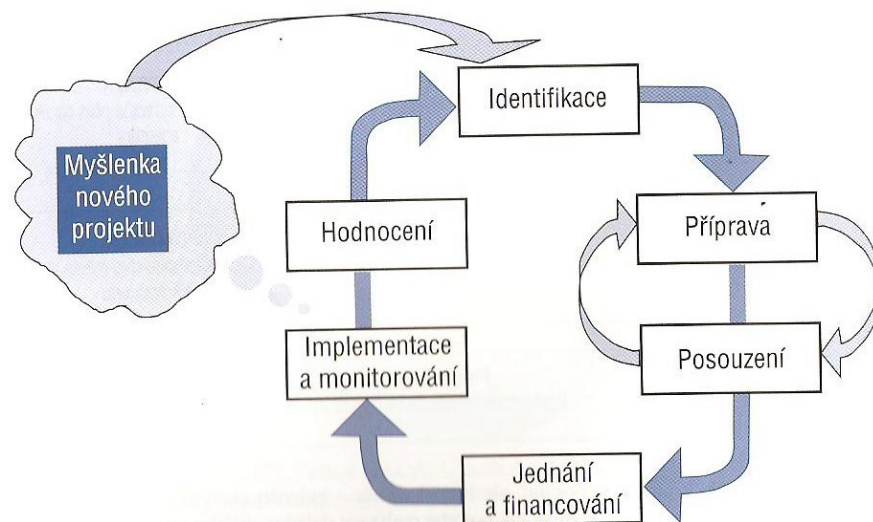 Identifikace
Myšlenka
nového
projektu
Příprava
Hodnocení
Implementace
a monitorování
Posouzení
Jednání
a financování